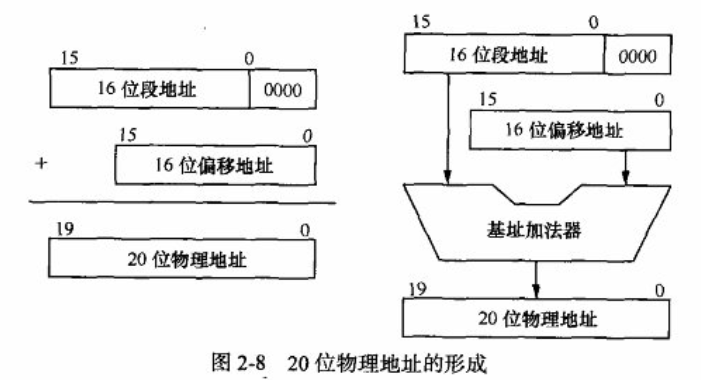 15 0
16 位段地址 0000
15 0
+ 16 位偏移地址
19 0
20 位物理地址
15 0
16 位段地址 0000
15 0
16 位偏移地址
基址加法器
19 0
20 位物理地址
图 2-8 20 位物理地址的形成